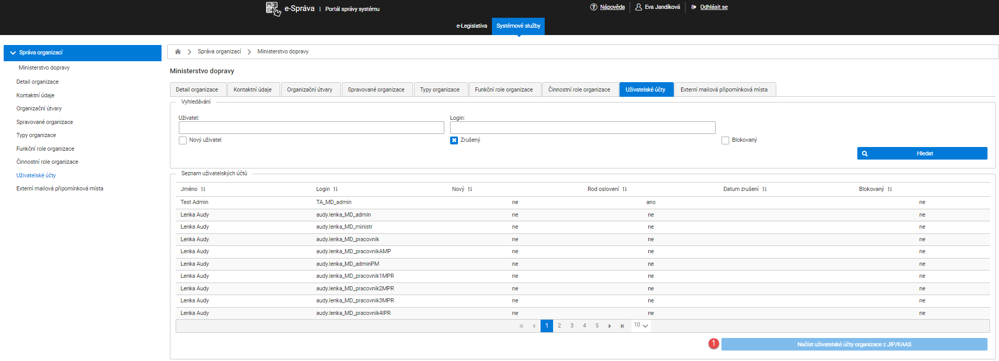 e-Správa | Portál správy systému
Nápověda
Eva Jandíková
Odhlásit se
e-Legislativa
Systémové služby
Správa organizací
Ministerstvo dopravy
Detail organizace
Kontaktní údaje
Organizační útvary
Spravované organizace
Typy organizace
Funkční role organizace
Činnostní role organizace
Uživatelské účty
Externí mailová připomínková místa
Správa organizací Ministerstvo dopravy
Ministerstvo dopravy
Detail organizace Kontaktní údaje Organizační útvary Spravované organizace Typy organizace Funkční role organizace Činnostní role organizace Uživatelské účty Externí mailová připomínková místa
Vyhledávání
Uživatel: Login:
Nový uživatel Zrušený Blokovaný
Hledat
Seznam uživatelských účtů
Jméno Login Nový Rod oslovení Datum zrušení Blokovaný
Test Admin TA_MD_admin ne ano ne
Lenka Audy audy.lenka_MD_admin ne ne ne
Lenka Audy audy.lenka_MD_ministr ne ne ne
Lenka Audy audy.lenka_MD_pracovnik ne ne ne
Lenka Audy audy.lenka_MD_pracovnikAMP ne ne ne
Lenka Audy audy.lenka_MD_adminPM ne ne ne
Lenka Audy audy.lenka_MD_pracovnik1MPR ne ne ne
Lenka Audy audy.lenka_MD_pracovnik2MPR ne ne ne
Lenka Audy audy.lenka_MD_pracovnik3MPR ne ne ne
Lenka Audy audy.lenka_MD_pracovnik4IPR ne ne ne
1 2 3 4 5 10
1 Načíst uživatelské účty organizace z JIP/KAAS